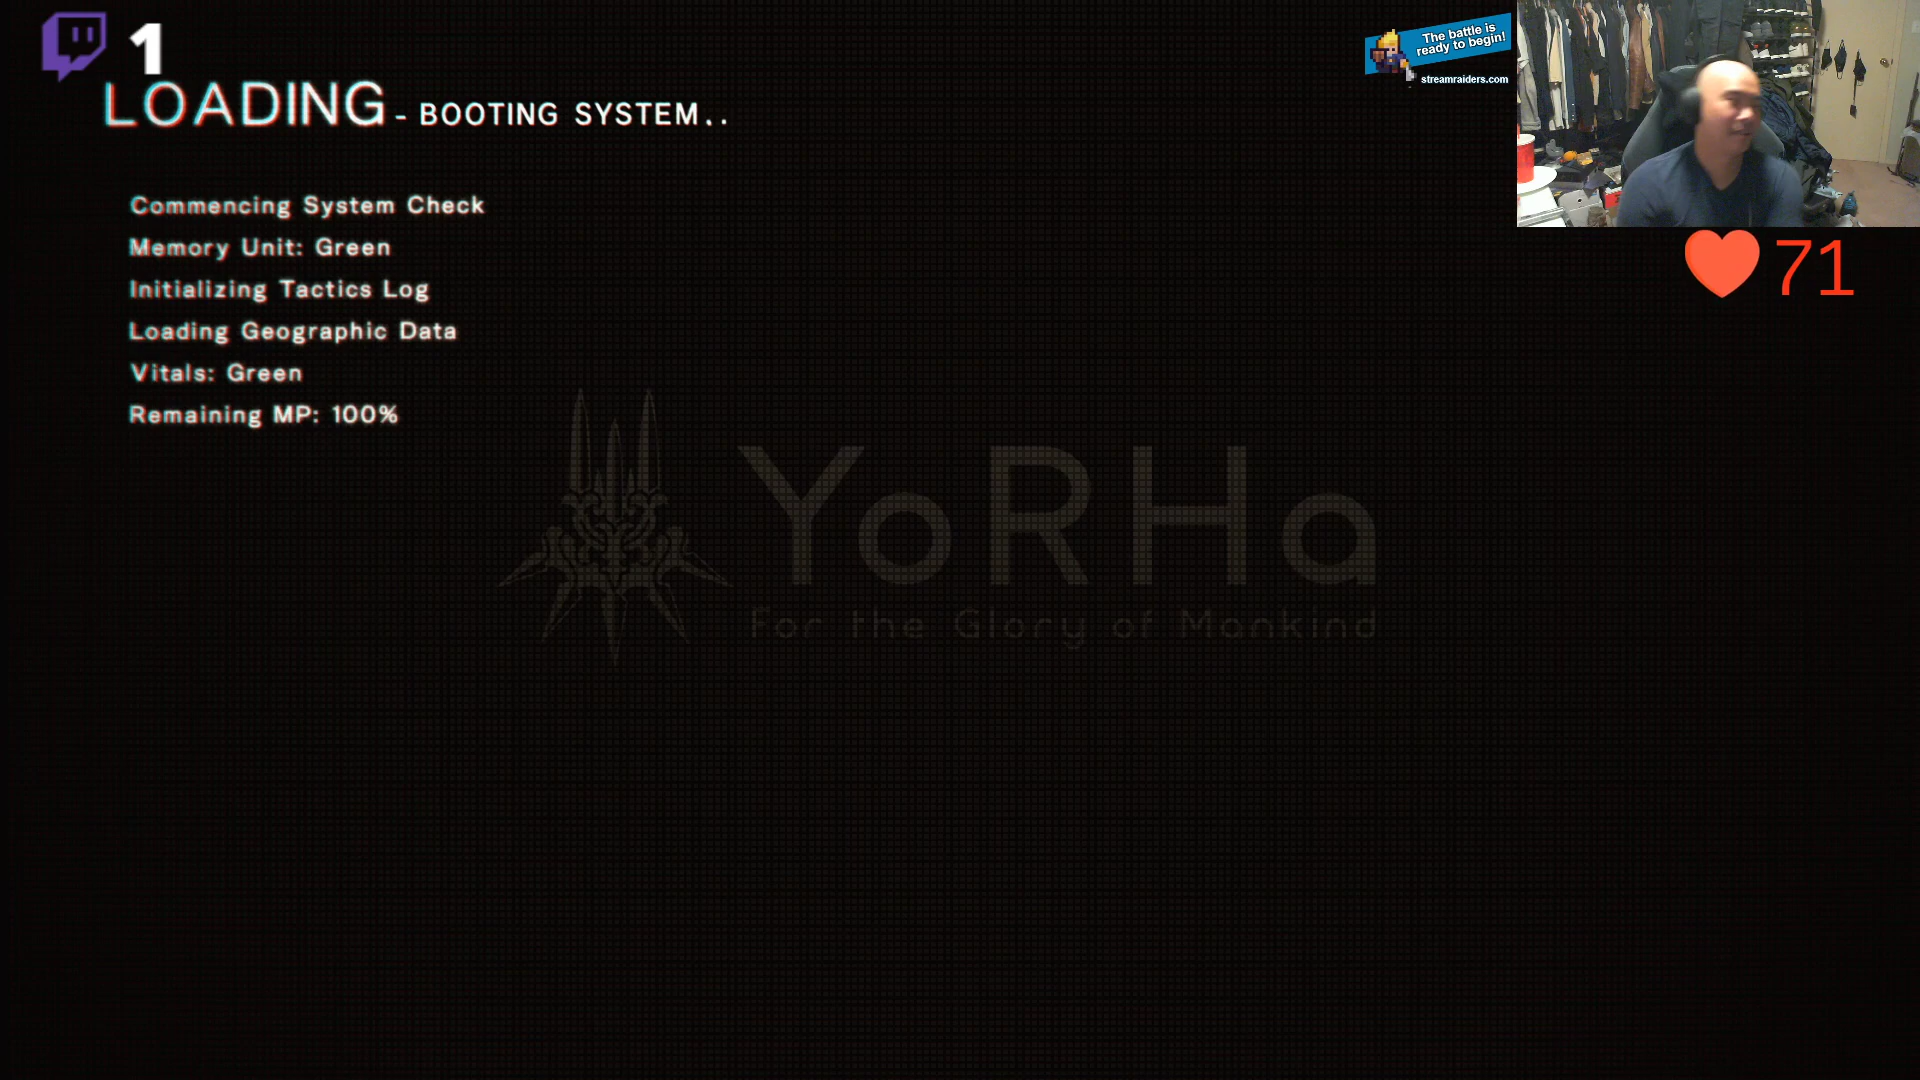 1
LOADING - BOOTING SYSTEM..
The battle is
ready to begin!
streamraiders.com
71
Commencing System Check
Memory Unit: Green
Initializing Tactics Log
Loading Geographic Data
Vitals: Green
Remaining MP: 100%
YoRHa
For the Glory of Mankind